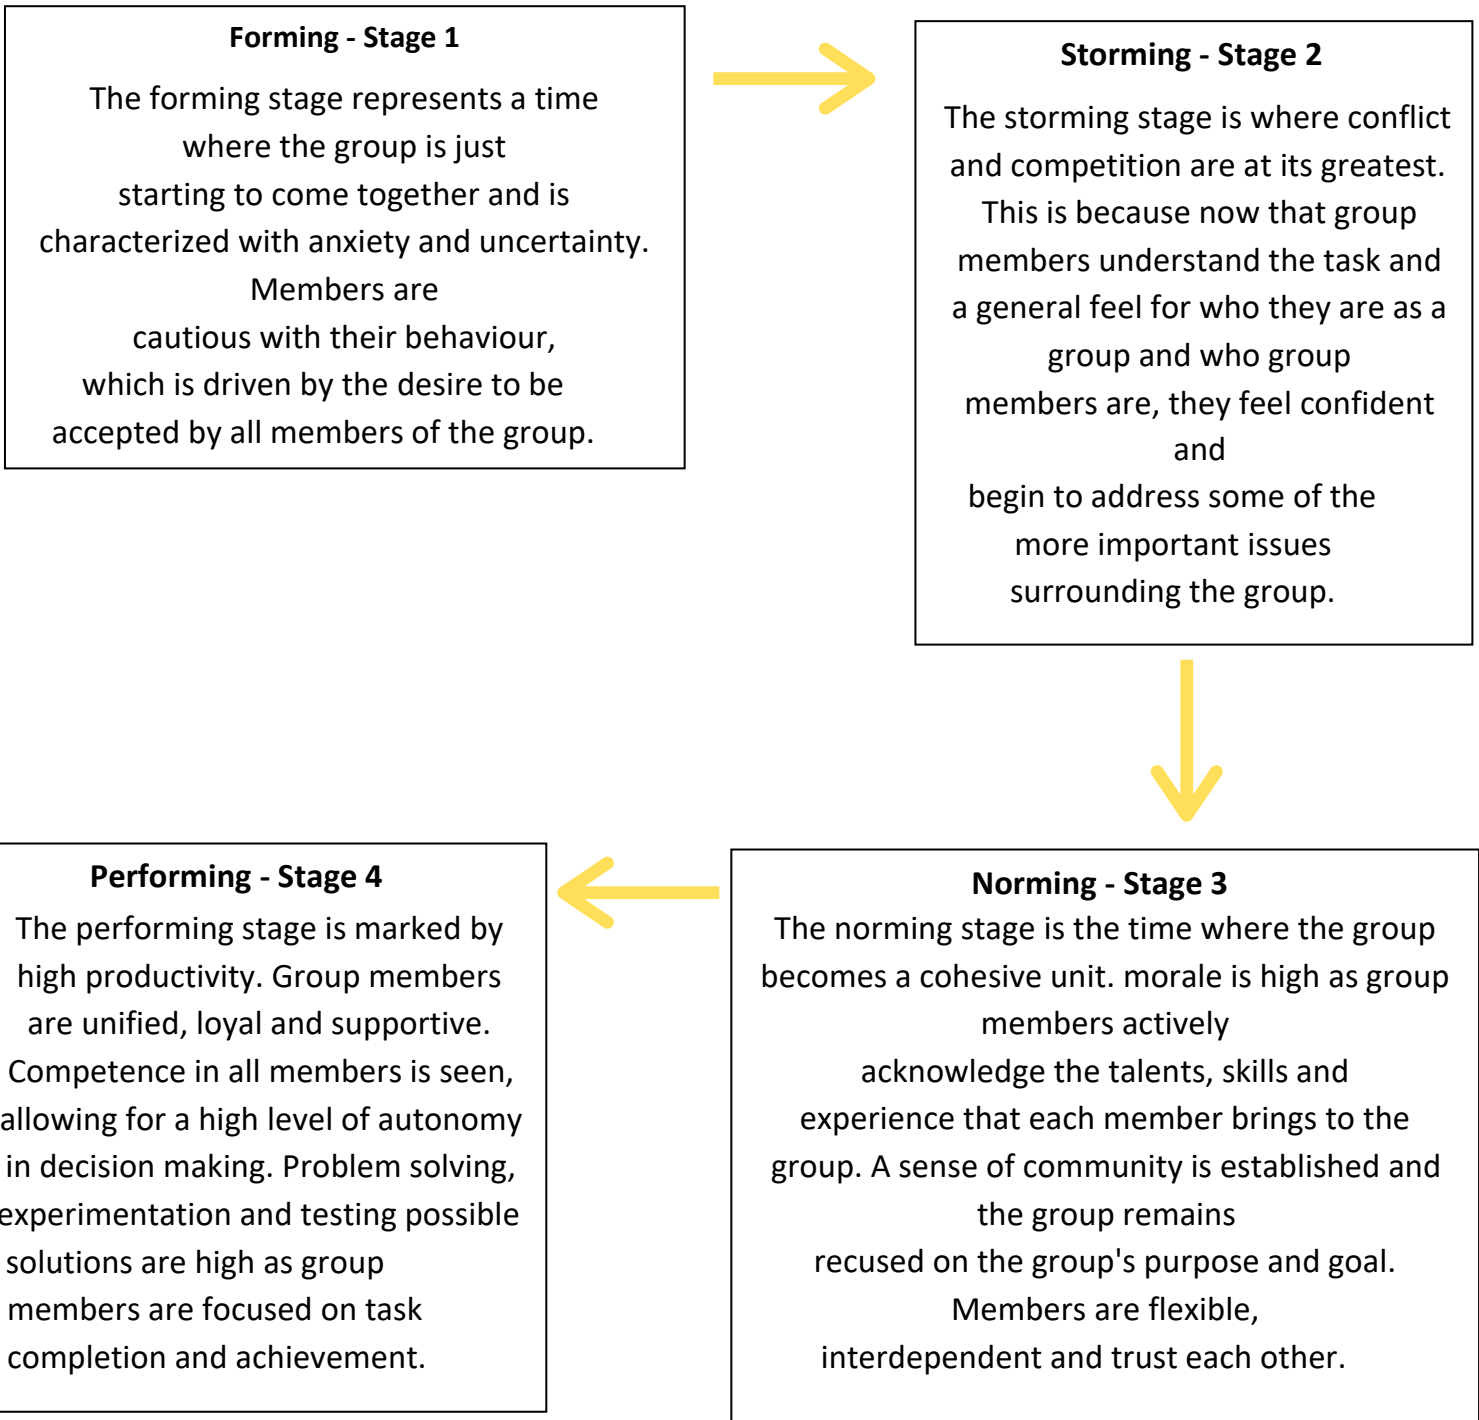 Forming - Stage 1
The forming stage represents a time
where the group is just
starting to come together and is
characterized with anxiety and uncertainty.
Members are
cautious with their behaviour,
which is driven by the desire to be
accepted by all members of the group.
Storming - Stage 2
The storming stage is where conflict
and competition are at its greatest.
This is because now that group
members understand the task and
a general feel for who they are as a
group and who group
members are, they feel confident
and
begin to address some of the
more important issues
surrounding the group.
Norming - Stage 3
The norming stage is the time where the group
becomes a cohesive unit. morale is high as group
members actively
acknowledge the talents, skills and
experience that each member brings to the
group. A sense of community is established and
the group remains
recused on the group's purpose and goal.
Members are flexible,
interdependent and trust each other.
Performing - Stage 4
The performing stage is marked by
high productivity. Group members
are unified, loyal and supportive.
Competence in all members is seen,
allowing for a high level of autonomy
in decision making. Problem solving,
experimentation and testing possible
solutions are high as group
members are focused on task
completion and achievement.